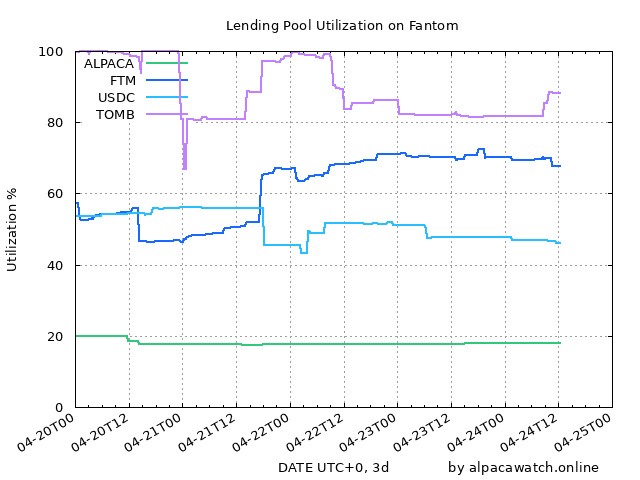 Lending Pool Utilization on Fantom
100
80
60
40
20
0
Utilization %
ALPACA
FTM
USDC
TOMB
04-20T00
04-20T12
04-21T00
04-21T12
04-22T00
04-22T12
04-23T00
04-23T12
04-24T00
04-24T12
04-25T00
DATE UTC+0, 3d
by alpacawatch.online